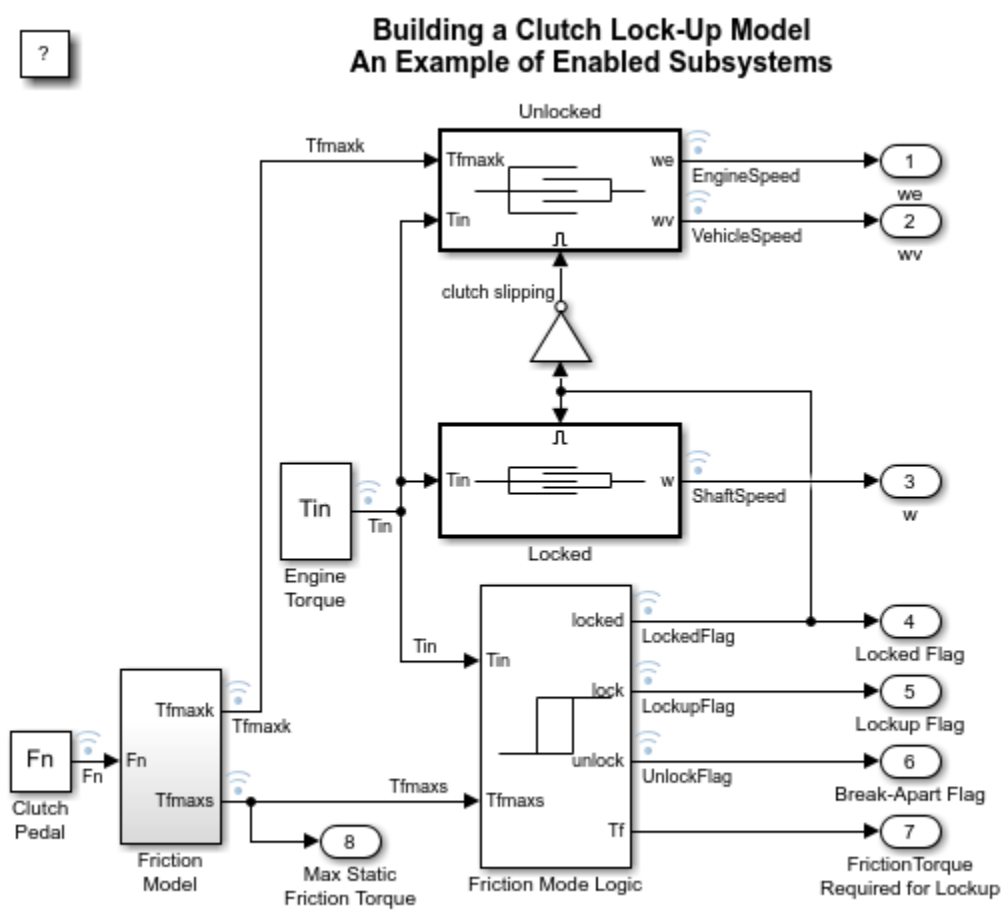 Building a Clutch Lock-Up Model
An Example of Enabled Subsystems
?
Unlocked
Tfmaxk
Tfmaxk
we
EngineSpeed
1
we
Tin
wv
VehicleSpeed
2
wv
clutch slipping
Tin
w
ShaftSpeed
3
w
Locked
Tin
Tin
Engine
Torque
locked
LockedFlag
4
Locked Flag
Tin
Tin
lock
LockupFlag
5
Lockup Flag
unlock
UnlockFlag
6
Break-Apart Flag
Tfmaxk
Tfmaxk
Fn
Fn
Fn
Clutch
Pedal
Tfmaxs
Tfmaxs
Tfmaxs
Tf
7
FrictionTorque
Required for Lockup
8
Max Static
Friction Torque
Friction
Model
Friction Mode Logic